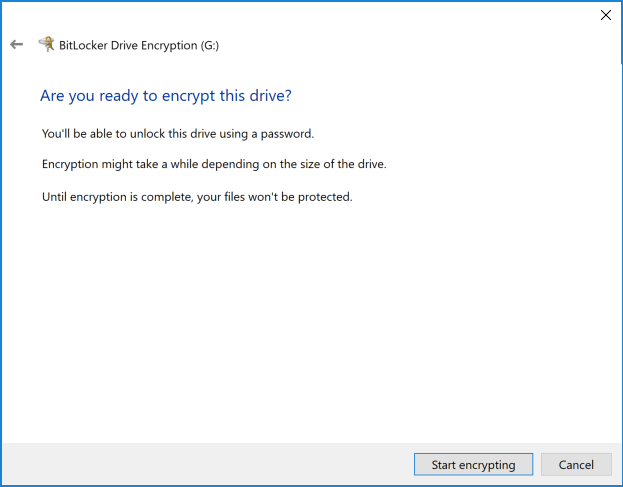 BitLocker Drive Encryption (G:)
Are you ready to encrypt this drive?
You'll be able to unlock this drive using a password.
Encryption might take a while depending on the size of the drive.
Until encryption is complete, your files won't be protected.
Start encrypting
Cancel